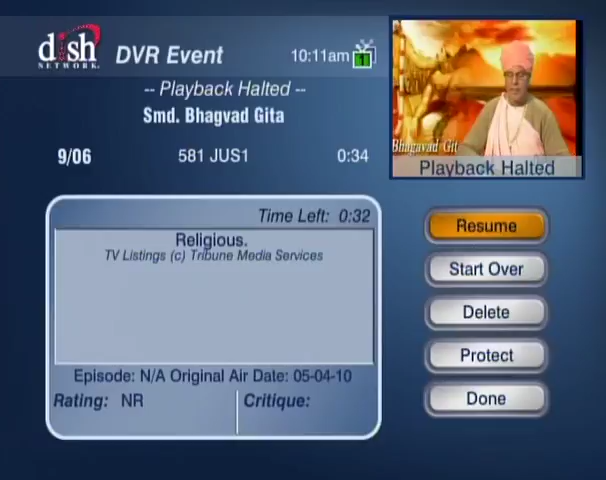 dish
NETWORK.
DVR Event
10:11am
1
-- Playback Halted --
Smd. Bhagvad Gita
9/06 581 JUS1 0:34
Bhagavad Git
Playback Halted
Time Left: 0:32
Religious.
TV Listings (c) Tribune Media Services
Episode: N/A Original Air Date: 05-04-10
Rating: NR Critique:
Resume
Start Over
Delete
Protect
Done